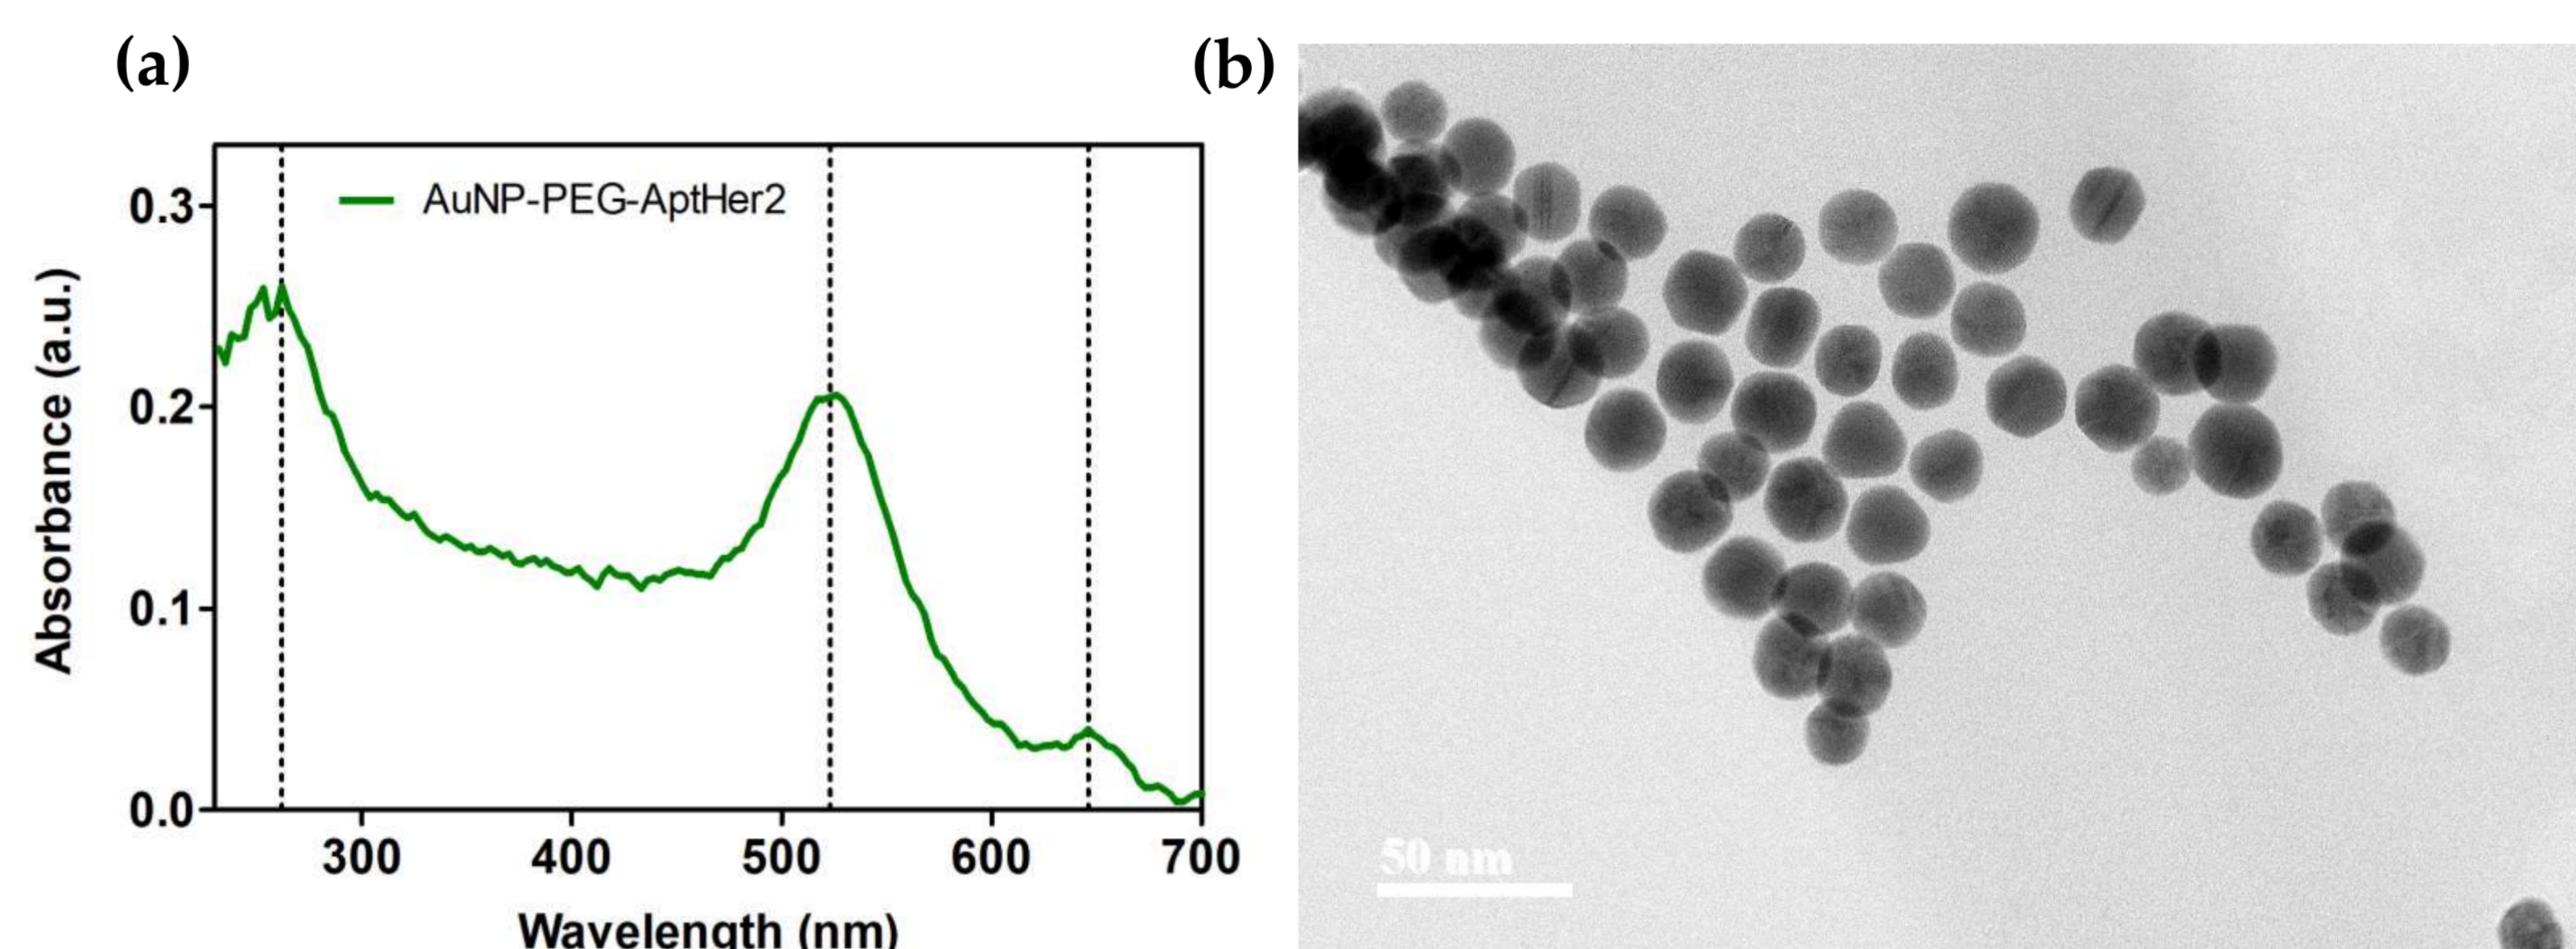 (a)
(b)
AuNP-PEG-AptHer2
0.3
0.2
0.1
0.0
Absorbance (a.u.)
300 400 500 600 700
Wavelength (nm)
50 nm